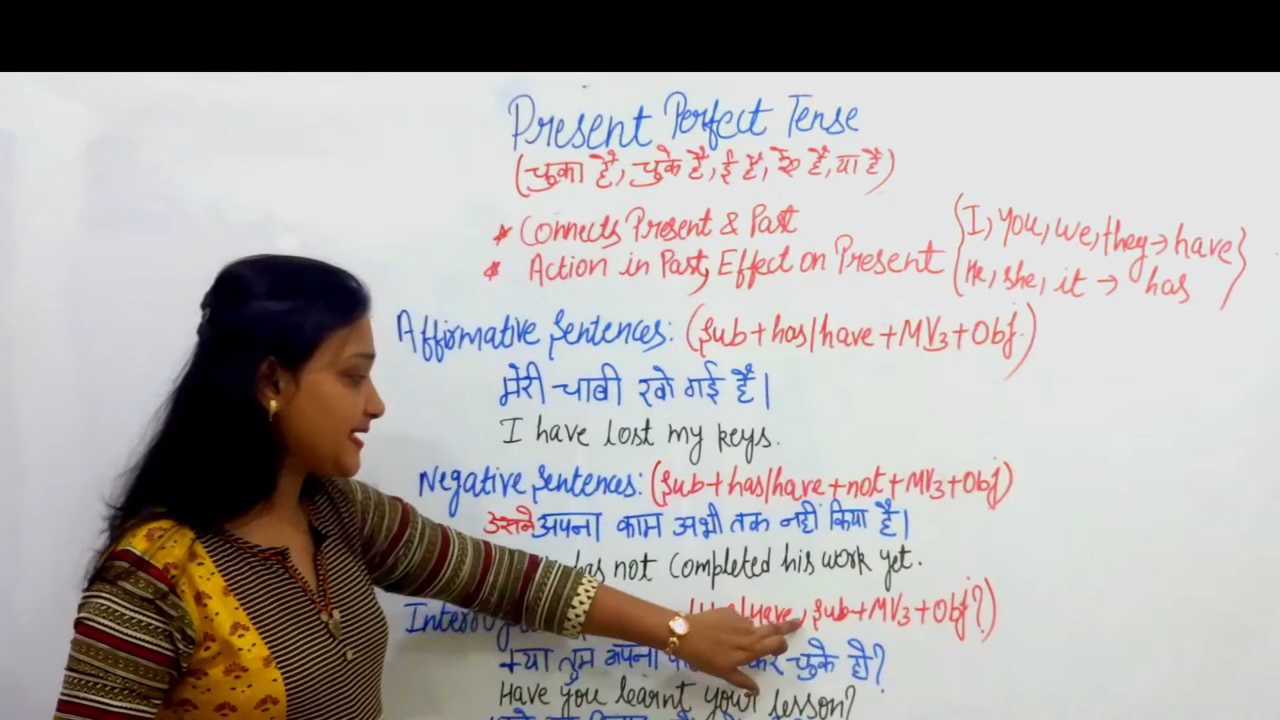 Present Perfect Tense
(चुका है, चुके है, ई है, ऐ है, या है)
* Connects Present & Past
* Action in Past, Effect on Present
{I, You, we, they → have
He, she, it → has}
Affirmative Sentences: (Sub + has/have + MV3 + Obj.)
मेरी चाबी खो गई है।
I have lost my keys.
Negative Sentences: (Sub + has/have + not + MV3 + Obj)
उसने अपना काम अभी तक नहीं किया है।
has not completed his work yet.
have, Sub + MV3 + Obj?)
क्या तुम अपना कर चुके हो?
Have you learnt your lesson?